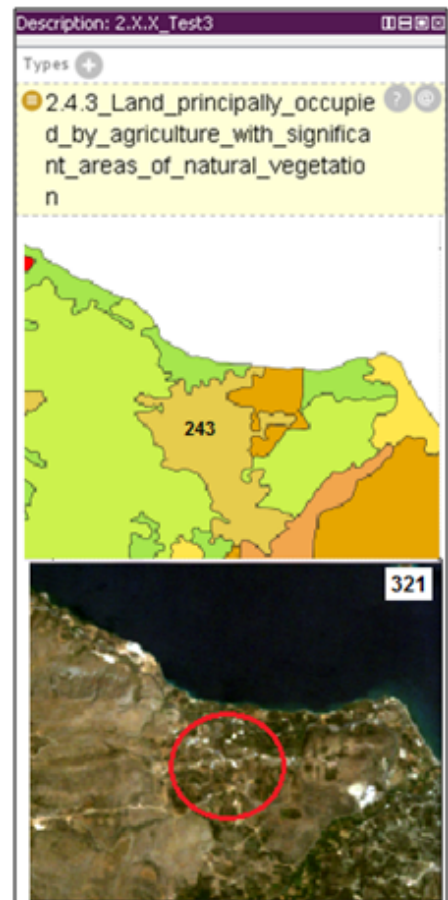 Description: 2.X.X_Test3
Types
2.4.3_Land_principally_occupie
d_by_agriculture_with_significa
nt_areas_of_natural_vegetatio
n
243
321